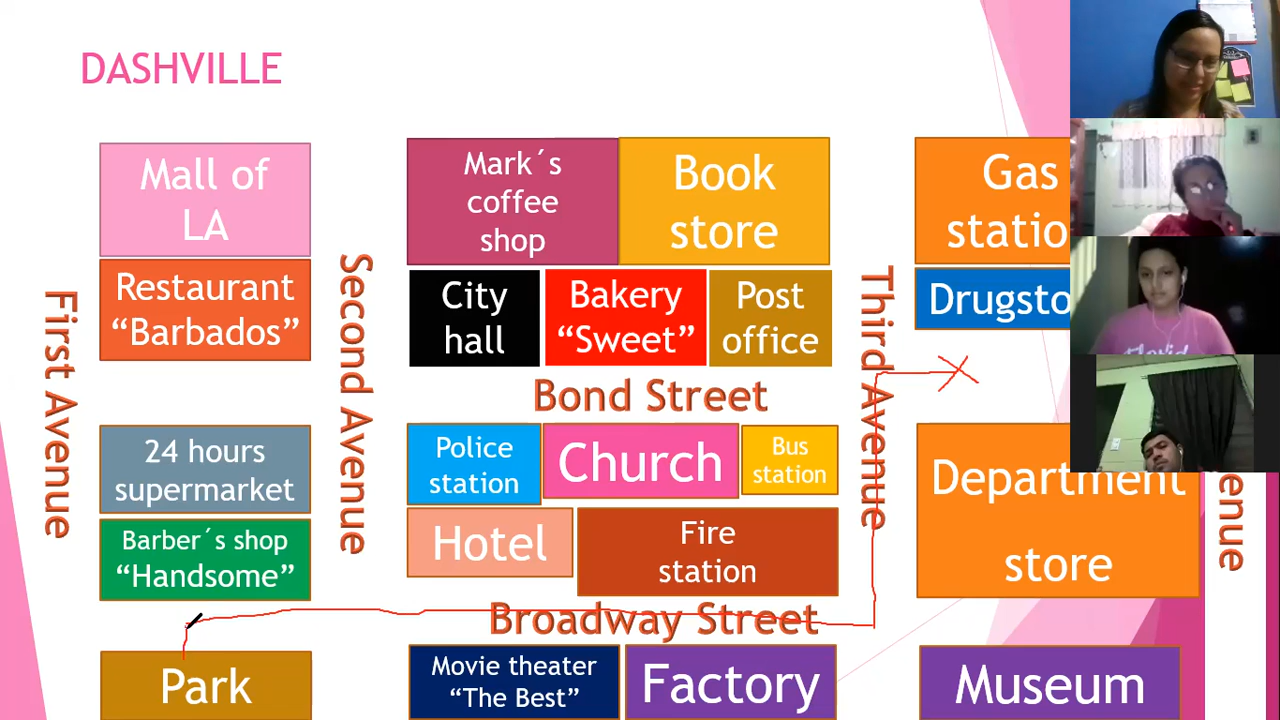 DASHVILLE
Mall of
LA
Mark´s
coffee
shop
Book
store
Gas
statio
Restaurant
“Barbados”
City
hall
Bakery
“Sweet”
Post
office
Drugsto
First Avenue
Second Avenue
Third Avenue
Bond Street
24 hours
supermarket
Police
station
Church
Bus
station
Department
store
enue
Barber´s shop
“Handsome”
Hotel
Fire
station
Broadway Street
Park
Movie theater
“The Best”
Factory
Museum